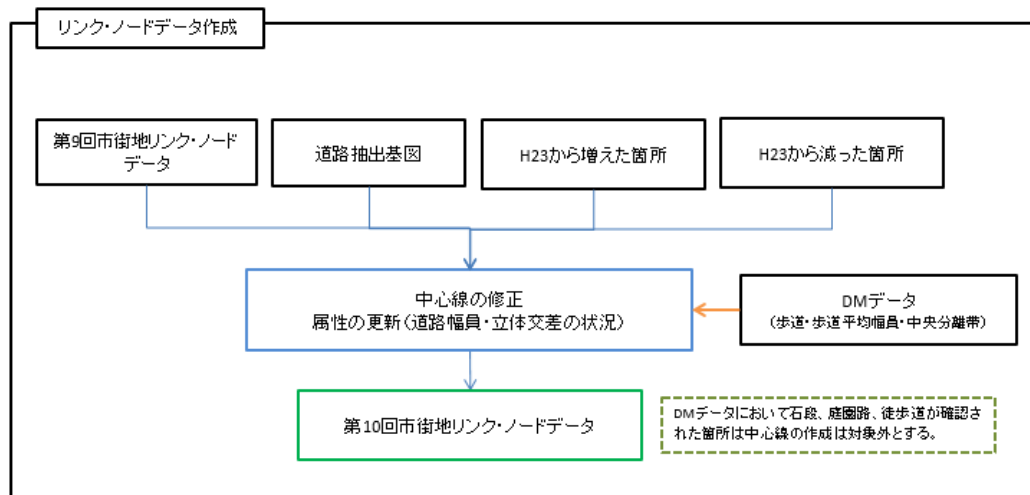 リンク・ノードデータ作成
第9回市街地リンク・ノード
データ
道路抽出基図
H23から増えた箇所
H23から減った箇所
中心線の修正
属性の更新(道路幅員・立体交差の状況)
DMデータ
(歩道・歩道平均幅員・中央分離帯)
第10回市街地リンク・ノードデータ
DMデータにおいて石段、庭園路、徒歩道が確認さ
れた箇所は中心線の作成は対象外とする。